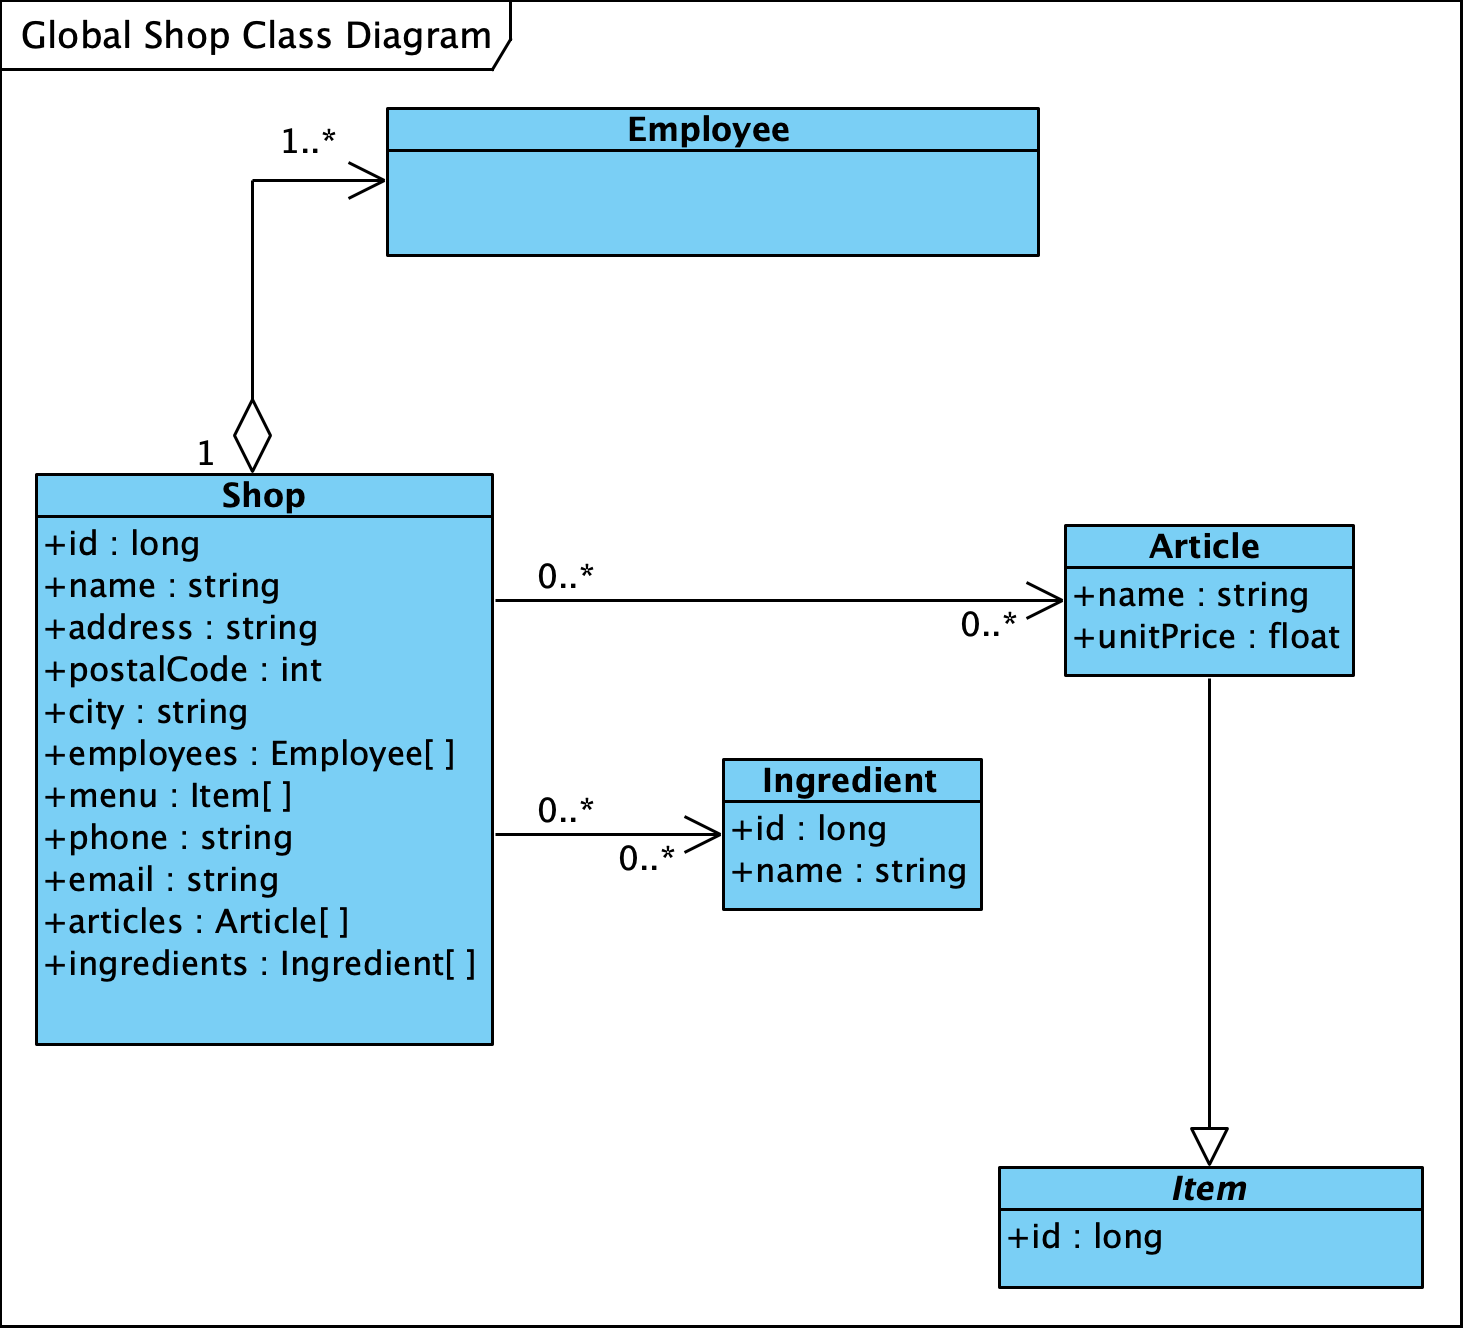 Global Shop Class Diagram
1..*
Employee
1
Shop
+id : long
+name : string
+address : string
+postalCode : int
+city : string
+employees : Employee[ ]
+menu : Item[ ]
+phone : string
+email : string
+articles : Article[ ]
+ingredients : Ingredient[ ]
0..*
0..*
Article
+name : string
+unitPrice : float
0..*
0..*
Ingredient
+id : long
+name : string
Item
+id : long